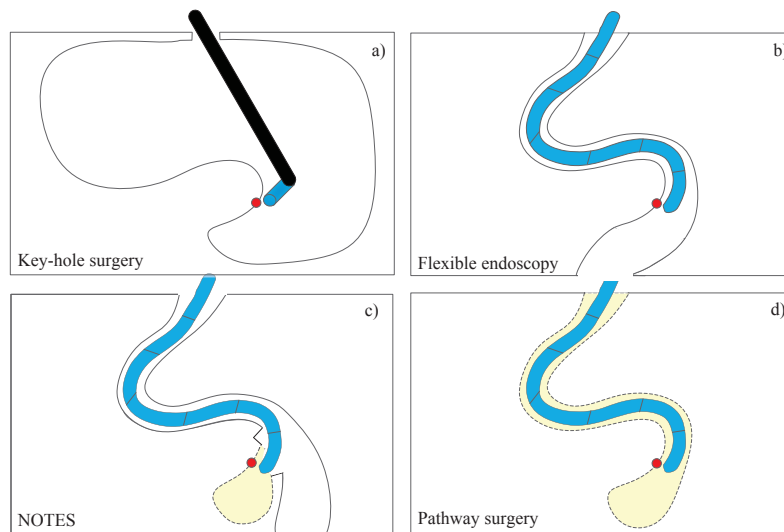 a)
Key-hole surgery
b)
Flexible endoscopy
c)
NOTES
d)
Pathway surgery